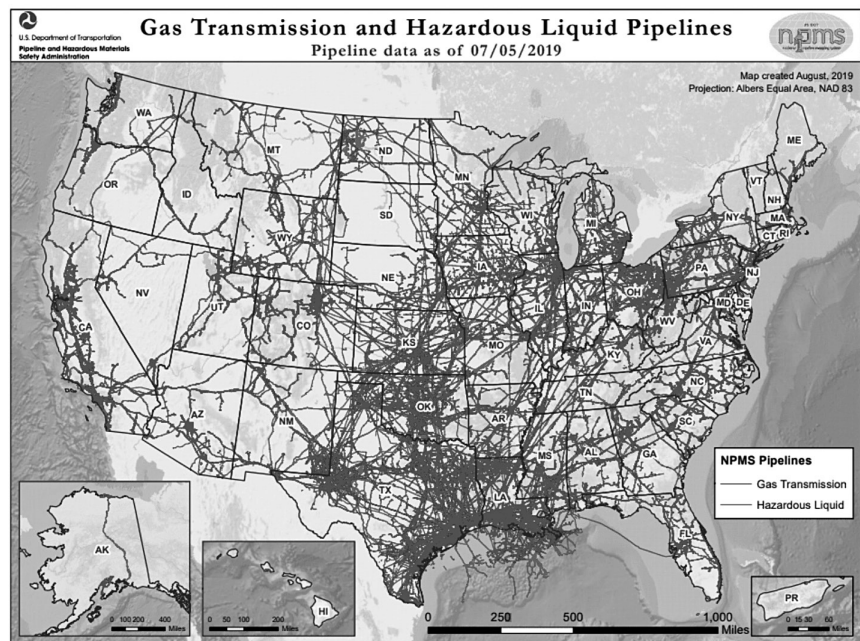 U.S. Department of Transportation
Pipeline and Hazardous Materials
Safety Administration
Gas Transmission and Hazardous Liquid Pipelines
Pipeline data as of 07/05/2019
npms
Map created August, 2019
Projection: Albers Equal Area, NAD 83
WA
MT
ND
MN
ME
OR
ID
SD
WI
MI
VT
NH
NY
MA
CT
RI
WY
NE
IA
PA
NJ
NV
UT
CO
IL
IN
OH
MD
DE
WV
CA
KS
MO
KY
VA
AZ
NM
OK
AR
TN
NC
SC
TX
LA
MS
AL
GA
FL
NPMS Pipelines
Gas Transmission
Hazardous Liquid
AK
0 100 200 400
Miles
HI
0 50 100 200
Miles
0 250 500 1,000
Miles
PR
0 15 30 60
Miles